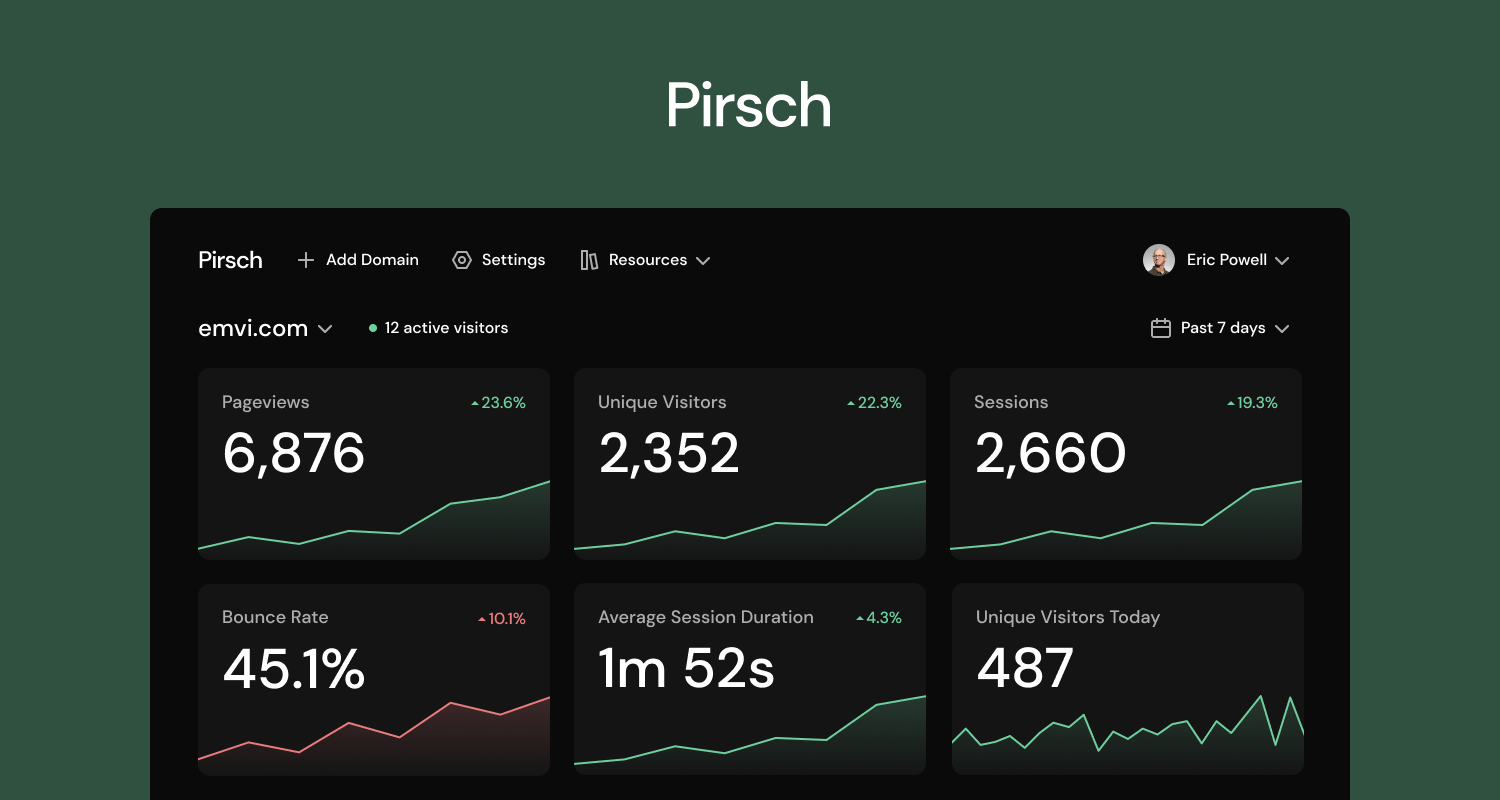 Pirsch
Pirsch Add Domain Settings Resources Eric Powell
emvi.com 12 active visitors Past 7 days
Pageviews 23.6%
6,876
Unique Visitors 22.3%
2,352
Sessions 19.3%
2,660
Bounce Rate 10.1%
45.1%
Average Session Duration 4.3%
1m 52s
Unique Visitors Today
487